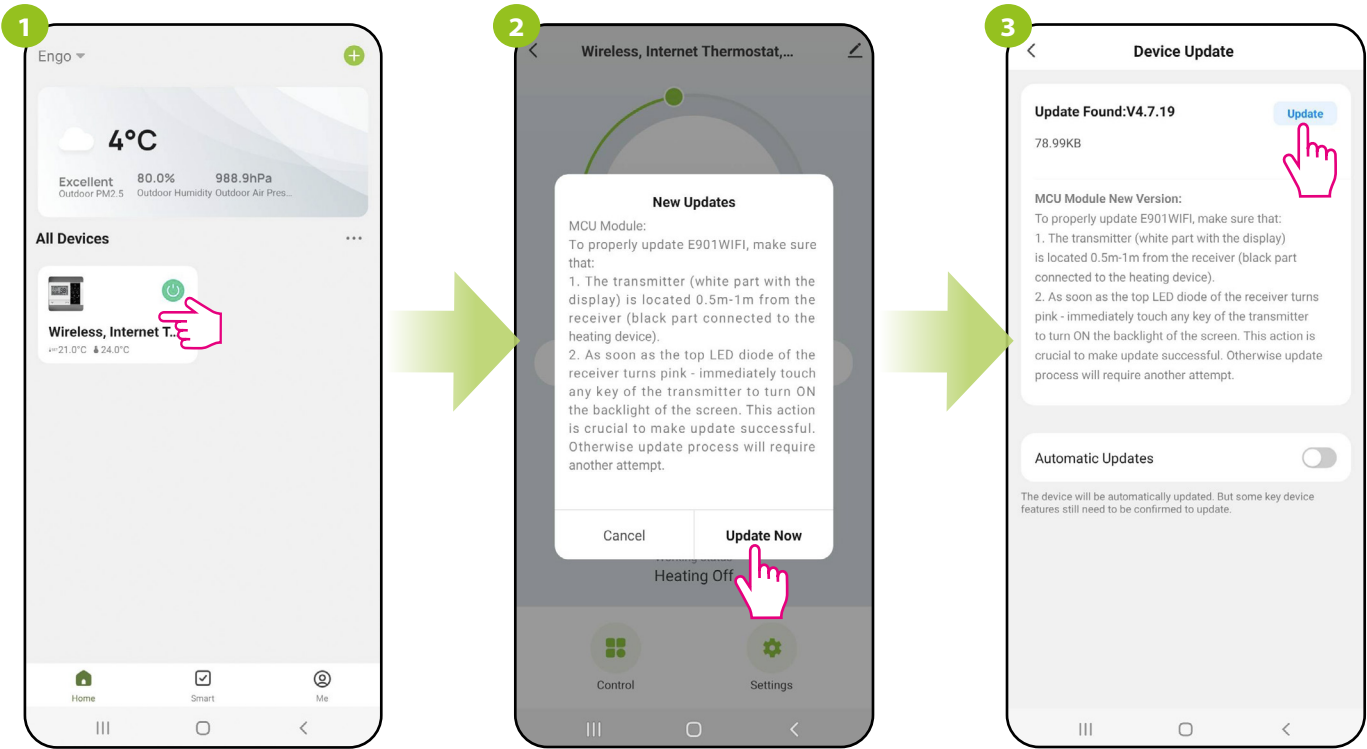 1
Engo
4°C
Excellent
Outdoor PM2.5
80.0%
Outdoor Humidity
988.9hPa
Outdoor Air Pres...
All Devices
Wireless, Internet T...
21.0°C 24.0°C
Home
Smart
Me
2
Wireless, Internet Thermostat,...
New Updates
MCU Module:
To properly update E901WIFI, make sure
that:
1. The transmitter (white part with the
display) is located 0.5m-1m from the
receiver (black part connected to the
heating device).
2. As soon as the top LED diode of the
receiver turns pink - immediately touch
any key of the transmitter to turn ON
the backlight of the screen. This action
is crucial to make update successful.
Otherwise update process will require
another attempt.
Cancel
Update Now
Working Status
Heating Off
Control
Settings
3
Device Update
Update Found:V4.7.19
Update
78.99KB
MCU Module New Version:
To properly update E901WIFI, make sure that:
1. The transmitter (white part with the display)
is located 0.5m-1m from the receiver (black part
connected to the heating device).
2. As soon as the top LED diode of the receiver turns
pink - immediately touch any key of the transmitter
to turn ON the backlight of the screen. This action is
crucial to make update successful. Otherwise update
process will require another attempt.
Automatic Updates
The device will be automatically updated. But some key device
features still need to be confirmed to update.